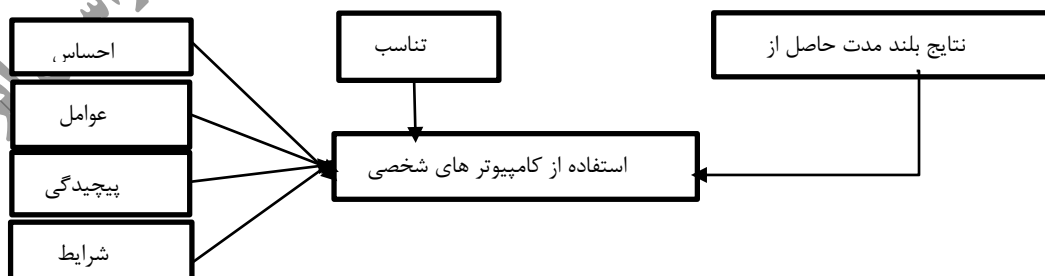 نتایج بلند مدت حاصل از
تناسب
احساس
عوامل
استفاده از کامپیوتر های شخصی
پیچیدگی
شرایط